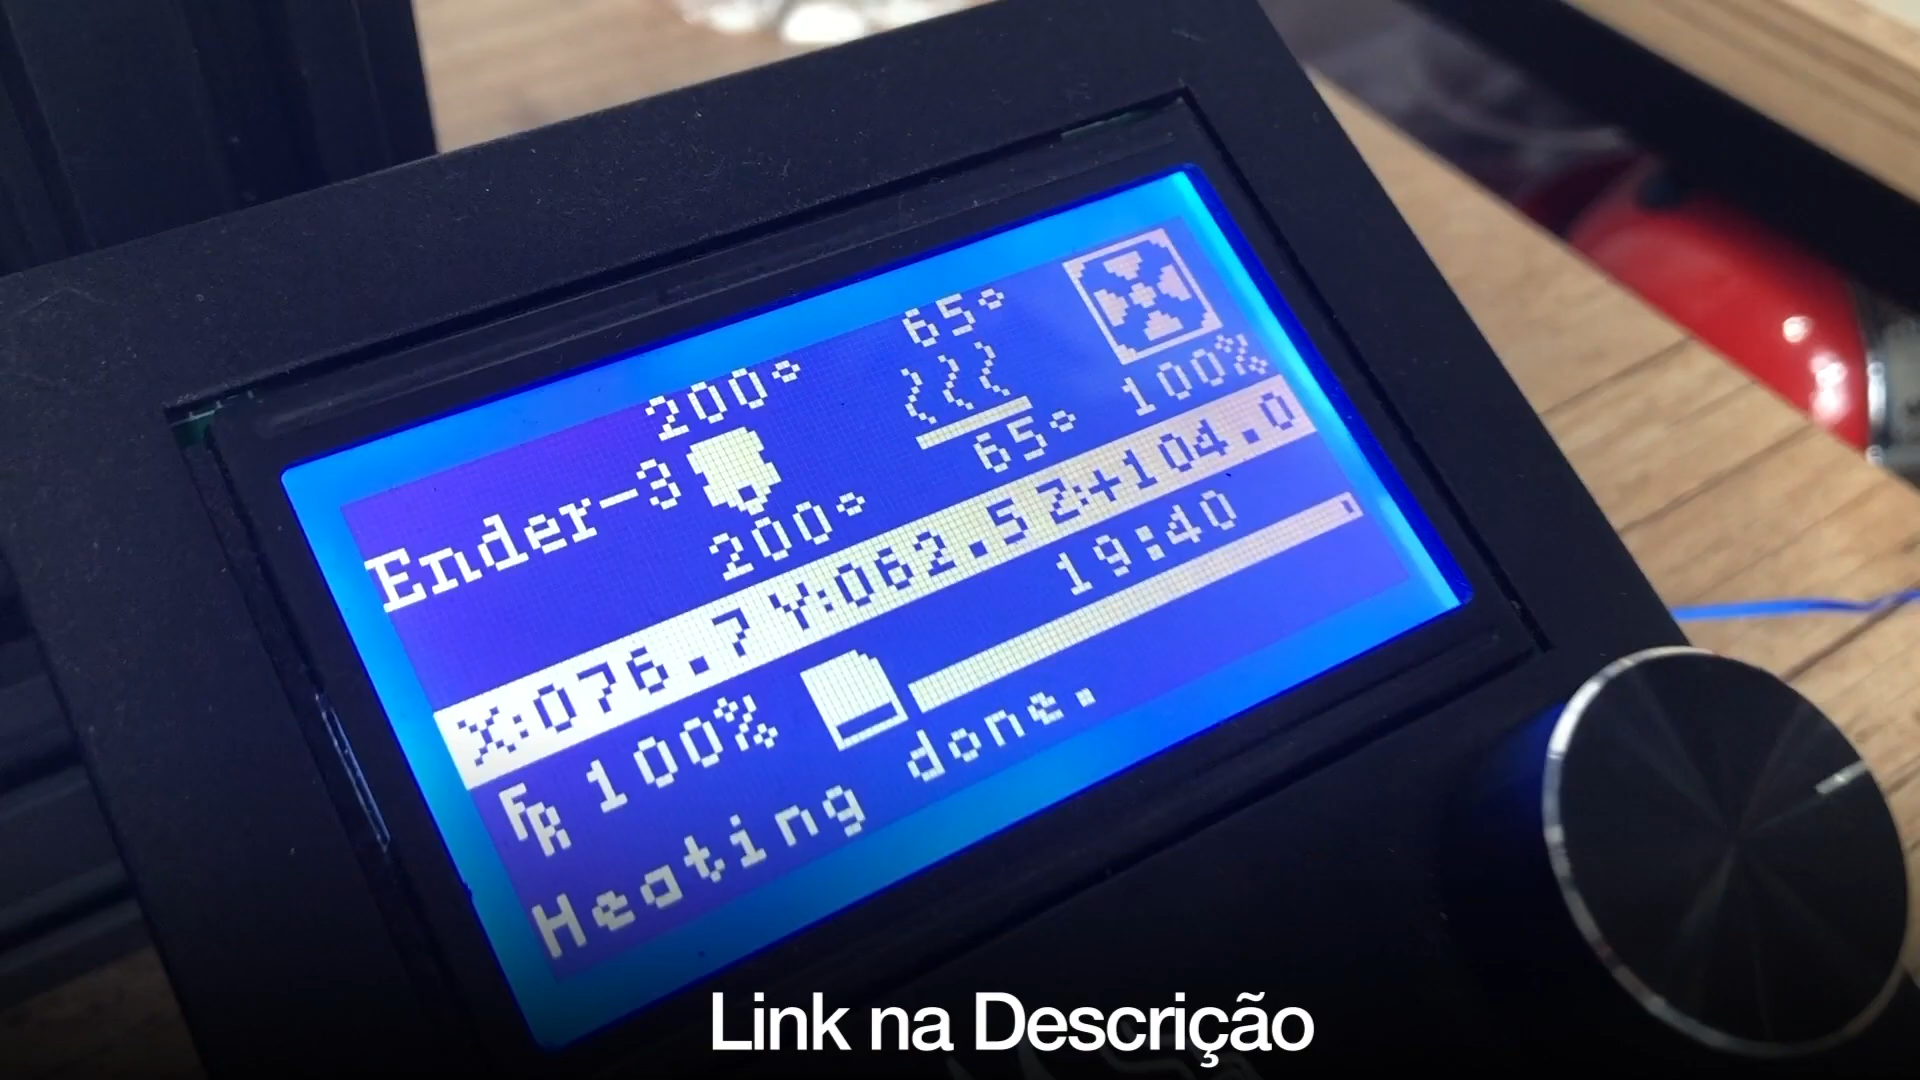 200° 65°
Ender-3
200° 65° 100%
X:076.7 Y:062.5 Z:+104.0
FR 100% 19:40
Heating done.
Link na Descrição